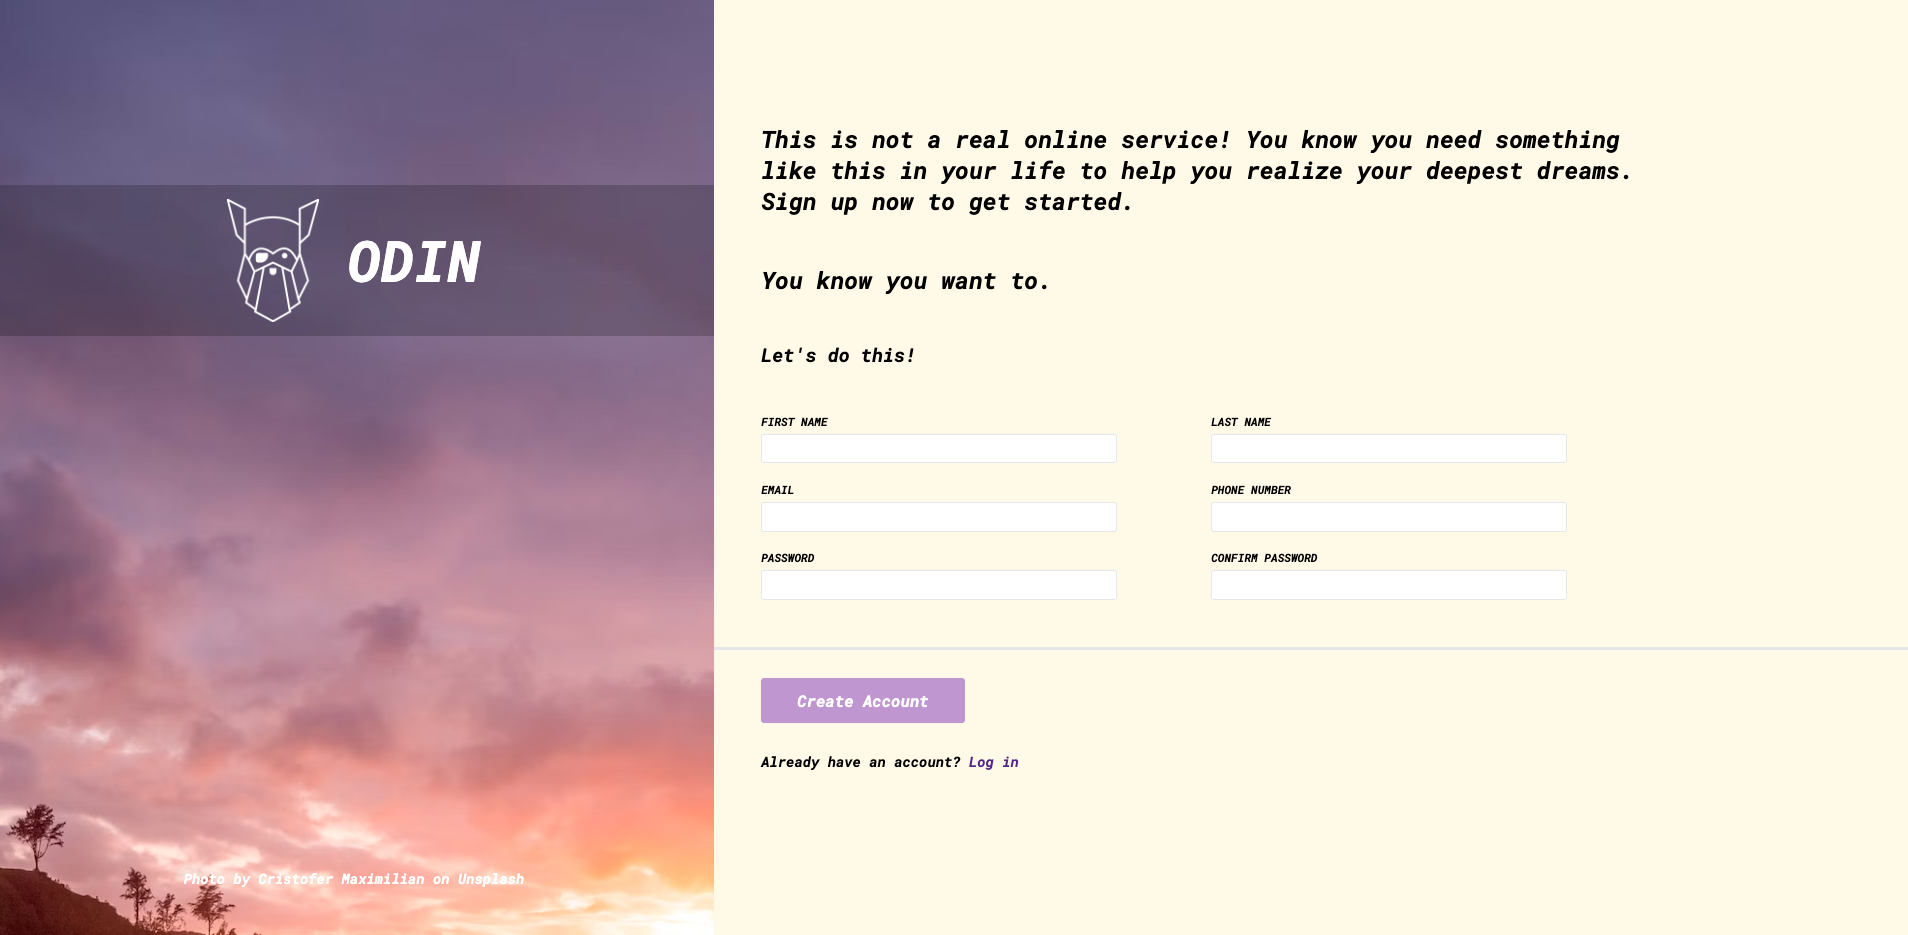 ODIN
Photo by Cristofer Maximilian on Unsplash
This is not a real online service! You know you need something
like this in your life to help you realize your deepest dreams.
Sign up now to get started.
You know you want to.
Let's do this!
FIRST NAME
LAST NAME
EMAIL
PHONE NUMBER
PASSWORD
CONFIRM PASSWORD
Create Account
Already have an account? Log in